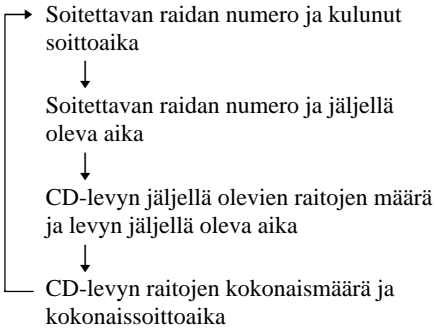 Soitettavan raidan numero ja kulunut
soittoaika
Soitettavan raidan numero ja jäljellä
oleva aika
CD-levyn jäljellä olevien raitojen määrä
ja levyn jäljellä oleva aika
CD-levyn raitojen kokonaismäärä ja
kokonaissoittoaika